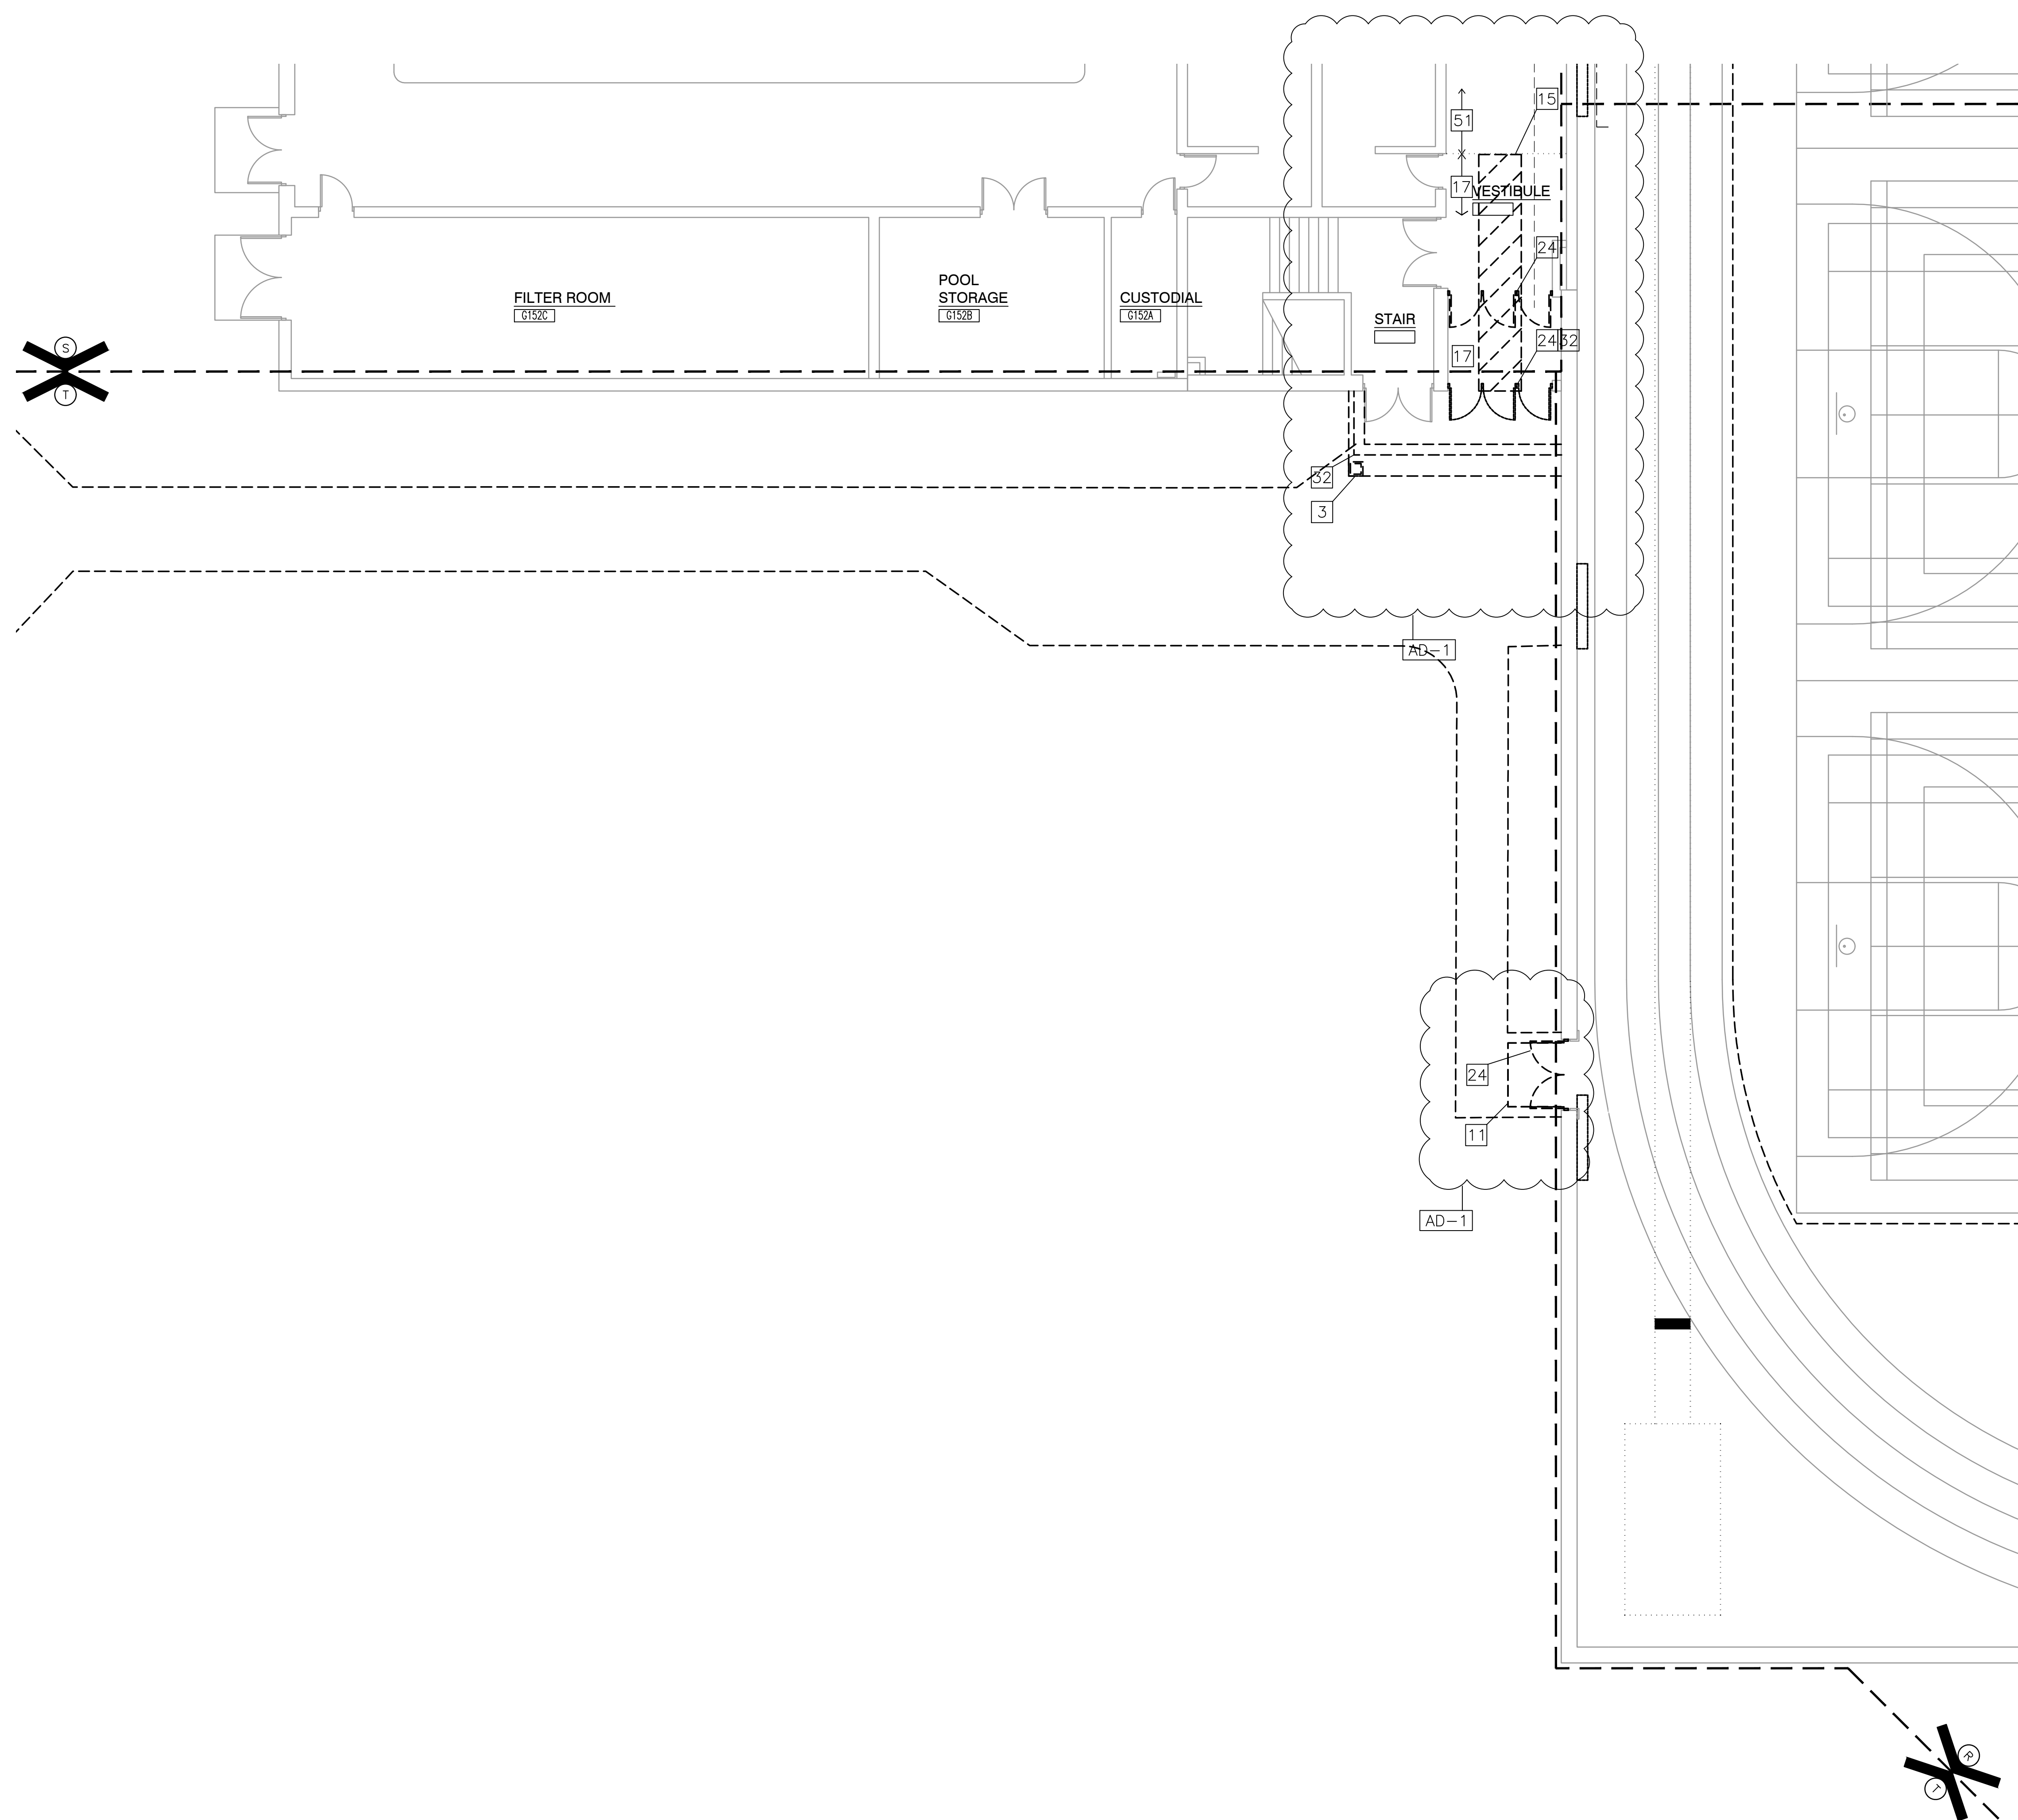 15
51
17
VESTIBULE
24
POOL
STORAGE
G152B
FILTER ROOM
G152C
CUSTODIAL
G152A
STAIR
24
32
17
S
T
32
3
AD-1
24
11
AD-1
R
T